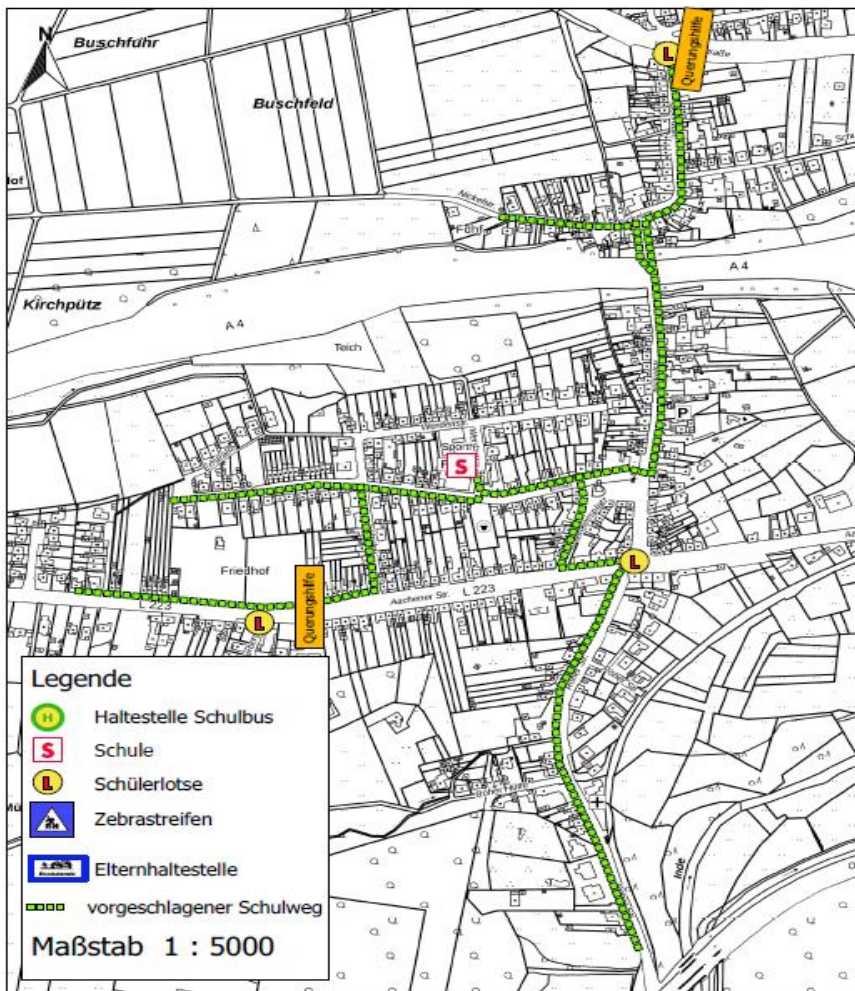 N
Buschfuhr
Buschfeld
L
Querungshilfe
Kirchpütz
A 4
A 4
Teich
P
S
Friedhof
L 223
L
Querungshilfe
Aachener Str.
L 223
L
Inde
Legende
H Haltestelle Schulbus
S Schule
L Schülerlotse
Zebrastreifen
Elternhaltestelle
vorgeschlagener Schulweg
Maßstab 1 : 5000